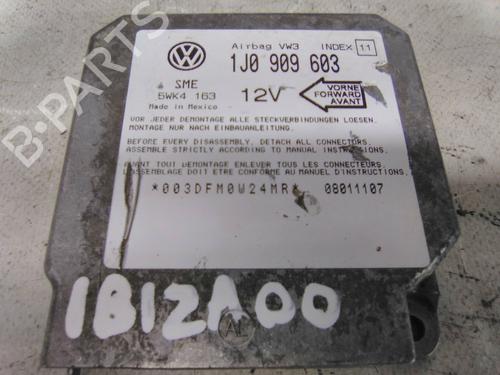 Airbag VW3 INDEX 11
1J0 909 603
SME
5WK4 163
12V
VORNE
FORWARD
AVANT
Made in Mexico
VOR JEDER DEMONTAGE ALLE STECKVERBINDUNGEN LOESEN.
MONTAGE NUR NACH EINBAUANLEITUNG.
BEFORE EVERY DISASSEMBLY, DETACH ALL CONNECTORS.
ASSEMBLE STRICTLY ACCORDING TO MANUAL INSTRUCTIONS.
AVANT TOUT DEMONTAGE ENLEVER TOUS LES CONNECTEURS.
L'ASSEMBLAGE DOIT ETRE CONFORME AU MANUEL D'INSTRUCTIONS.
*003DFM0W24MR* 08011107
IBIZA00
B-PARTS